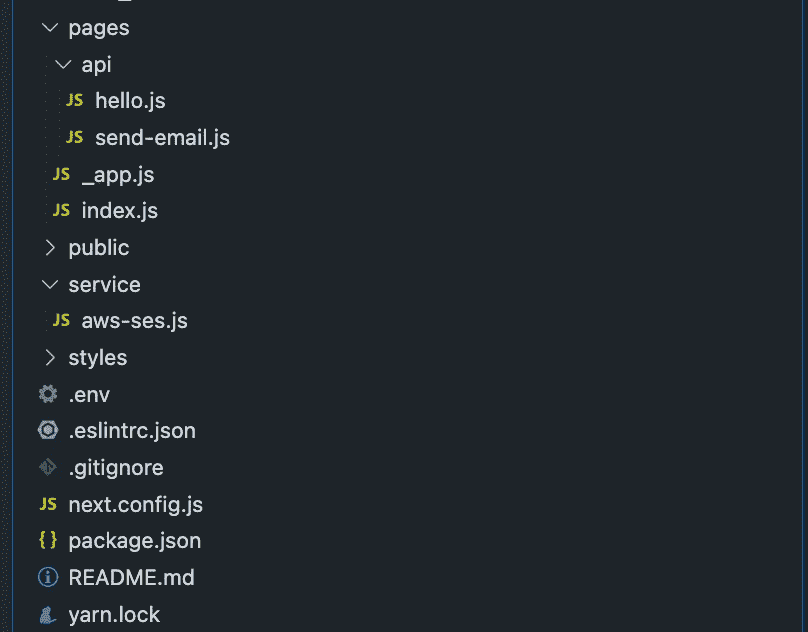 pages
api
JS hello.js
JS send-email.js
JS _app.js
JS index.js
public
service
JS aws-ses.js
styles
.env
.eslintrc.json
.gitignore
JS next.config.js
{} package.json
README.md
yarn.lock